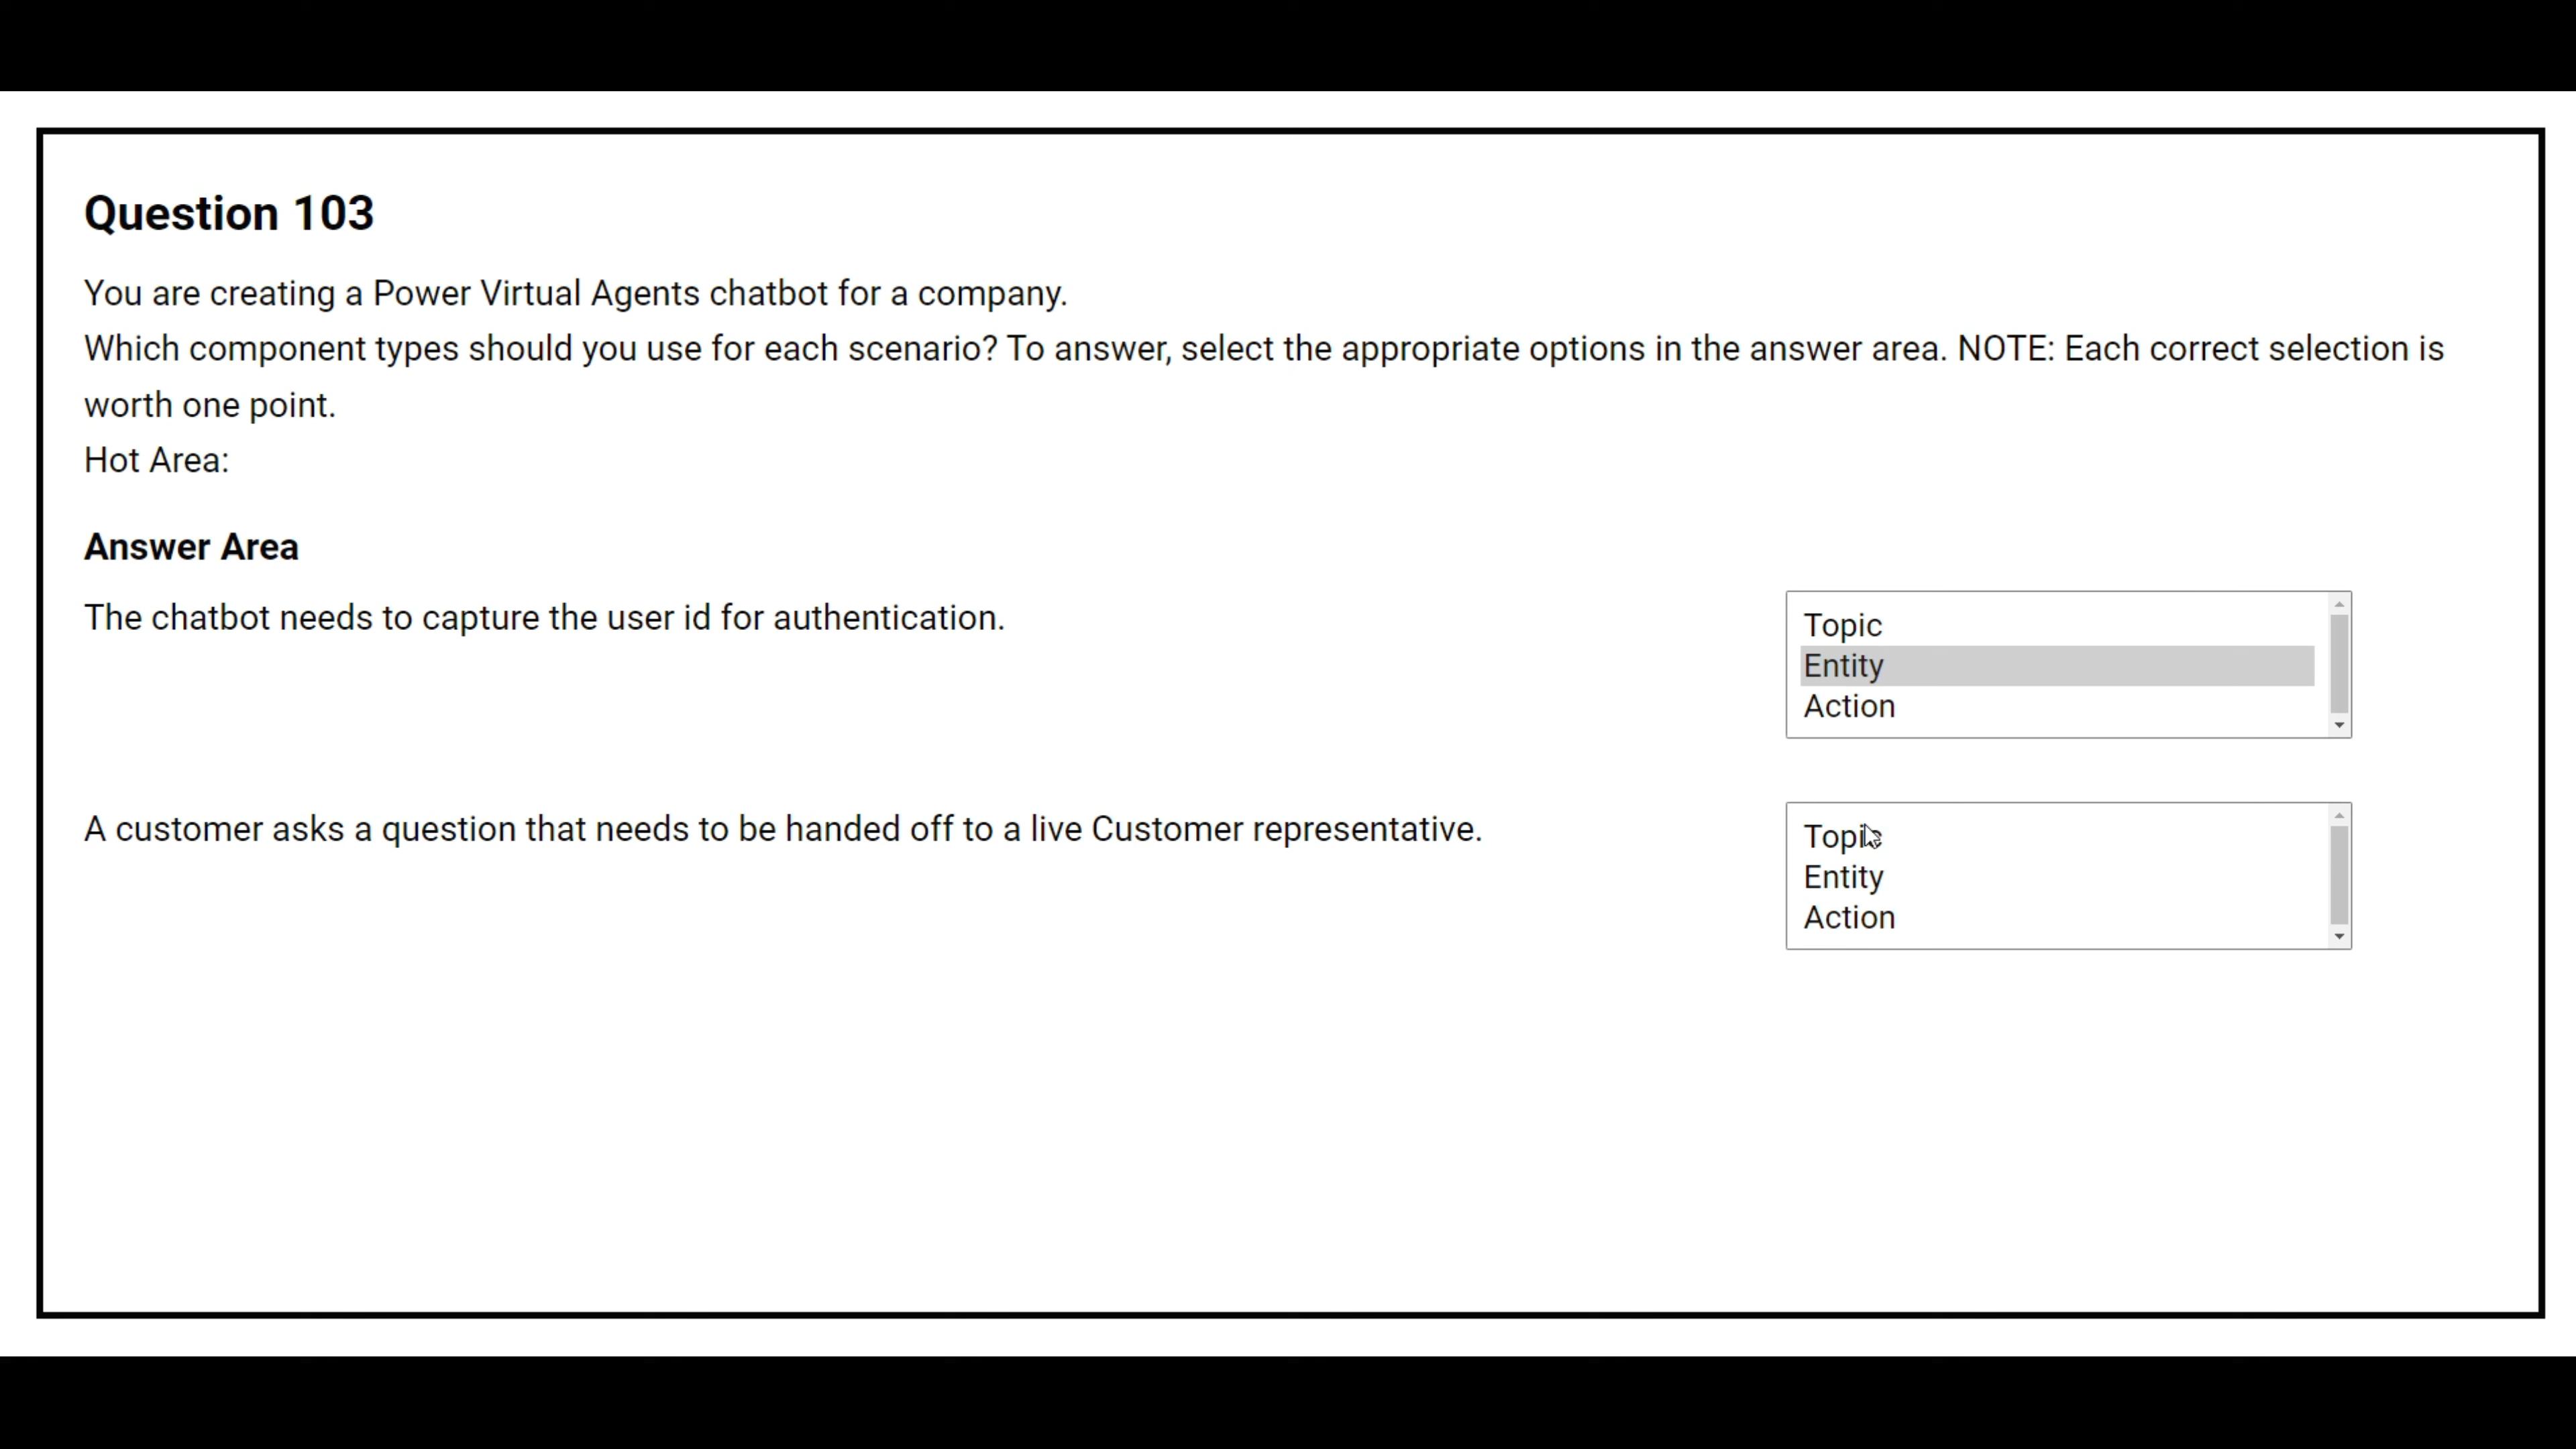 Question 103
You are creating a Power Virtual Agents chatbot for a company.
Which component types should you use for each scenario? To answer, select the appropriate options in the answer area. NOTE: Each correct selection is
worth one point.
Hot Area:
Answer Area
The chatbot needs to capture the user id for authentication.
Topic
Entity
Action
A customer asks a question that needs to be handed off to a live Customer representative.
Topic
Entity
Action